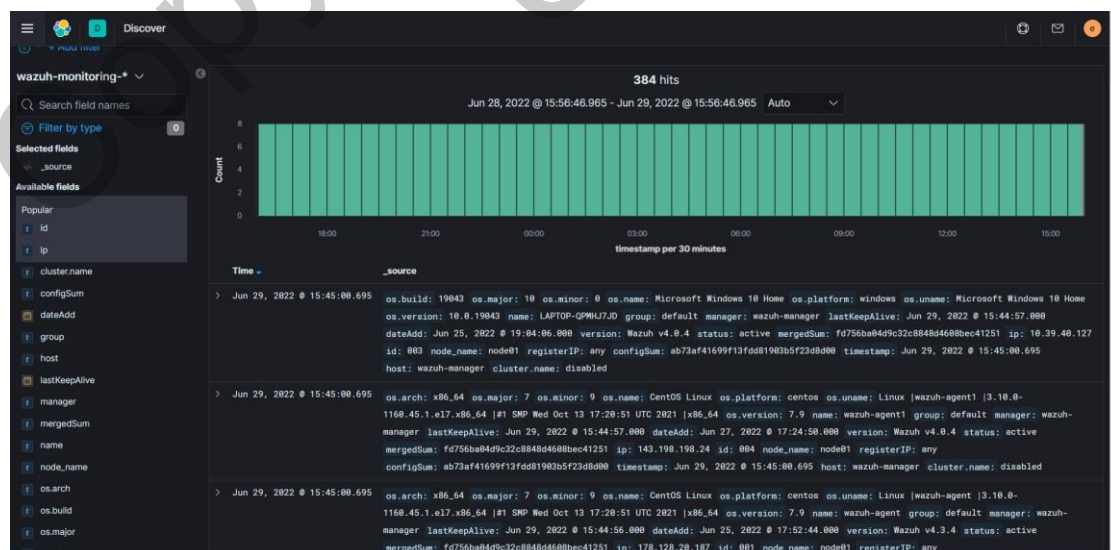 D Discover
e
+ Add filter
wazuh-monitoring-*
Search field names
Filter by type 0
Selected fields
_source
Available fields
Popular
t id
t ip
t cluster.name
t configSum
dateAdd
t group
t host
lastKeepAlive
t manager
t mergedSum
t name
t node_name
t os.arch
t os.build
t os.major
384 hits
Jun 28, 2022 @ 15:56:46.965 - Jun 29, 2022 @ 15:56:46.965 Auto
Count
8
6
4
2
0
18:00 21:00 00:00 03:00 06:00 09:00 12:00 15:00
timestamp per 30 minutes
Time _source
Jun 29, 2022 @ 15:45:00.695 os.build: 19043 os.major: 10 os.minor: 0 os.name: Microsoft Windows 10 Home os.platform: windows os.uname: Microsoft Windows 10 Home
os.version: 10.0.19043 name: LAPTOP-QPMHJ7JD group: default manager: wazuh-manager lastKeepAlive: Jun 29, 2022 @ 15:44:57.000
dateAdd: Jun 25, 2022 @ 19:04:06.000 version: Wazuh v4.0.4 status: active mergedSum: fd756ba04d9c32c8848d4608bec41251 ip: 10.39.40.127
id: 003 node_name: node01 registerIP: any configSum: ab73af41699f13fdd81903b5f23d8d00 timestamp: Jun 29, 2022 @ 15:45:00.695
host: wazuh-manager cluster.name: disabled
Jun 29, 2022 @ 15:45:00.695 os.arch: x86_64 os.major: 7 os.minor: 9 os.name: CentOS Linux os.platform: centos os.uname: Linux |wazuh-agent1 |3.10.0-
1160.45.1.el7.x86_64 |#1 SMP Wed Oct 13 17:20:51 UTC 2021 |x86_64 os.version: 7.9 name: wazuh-agent1 group: default manager: wazuh-
manager lastKeepAlive: Jun 29, 2022 @ 15:44:57.000 dateAdd: Jun 27, 2022 @ 17:24:50.000 version: Wazuh v4.0.4 status: active
mergedSum: fd756ba04d9c32c8848d4608bec41251 ip: 143.198.198.24 id: 004 node_name: node01 registerIP: any
configSum: ab73af41699f13fdd81903b5f23d8d00 timestamp: Jun 29, 2022 @ 15:45:00.695 host: wazuh-manager cluster.name: disabled
Jun 29, 2022 @ 15:45:00.695 os.arch: x86_64 os.major: 7 os.minor: 9 os.name: CentOS Linux os.platform: centos os.uname: Linux |wazuh-agent |3.10.0-
1160.45.1.el7.x86_64 |#1 SMP Wed Oct 13 17:20:51 UTC 2021 |x86_64 os.version: 7.9 name: wazuh-agent group: default manager: wazuh-
manager lastKeepAlive: Jun 29, 2022 @ 15:44:56.000 dateAdd: Jun 25, 2022 @ 17:52:44.000 version: Wazuh v4.3.4 status: active
mergedSum: fd756ba04d9c32c8848d4608bec41251 ip: 178.128.20.187 id: 001 node_name: node01 registerIP: any